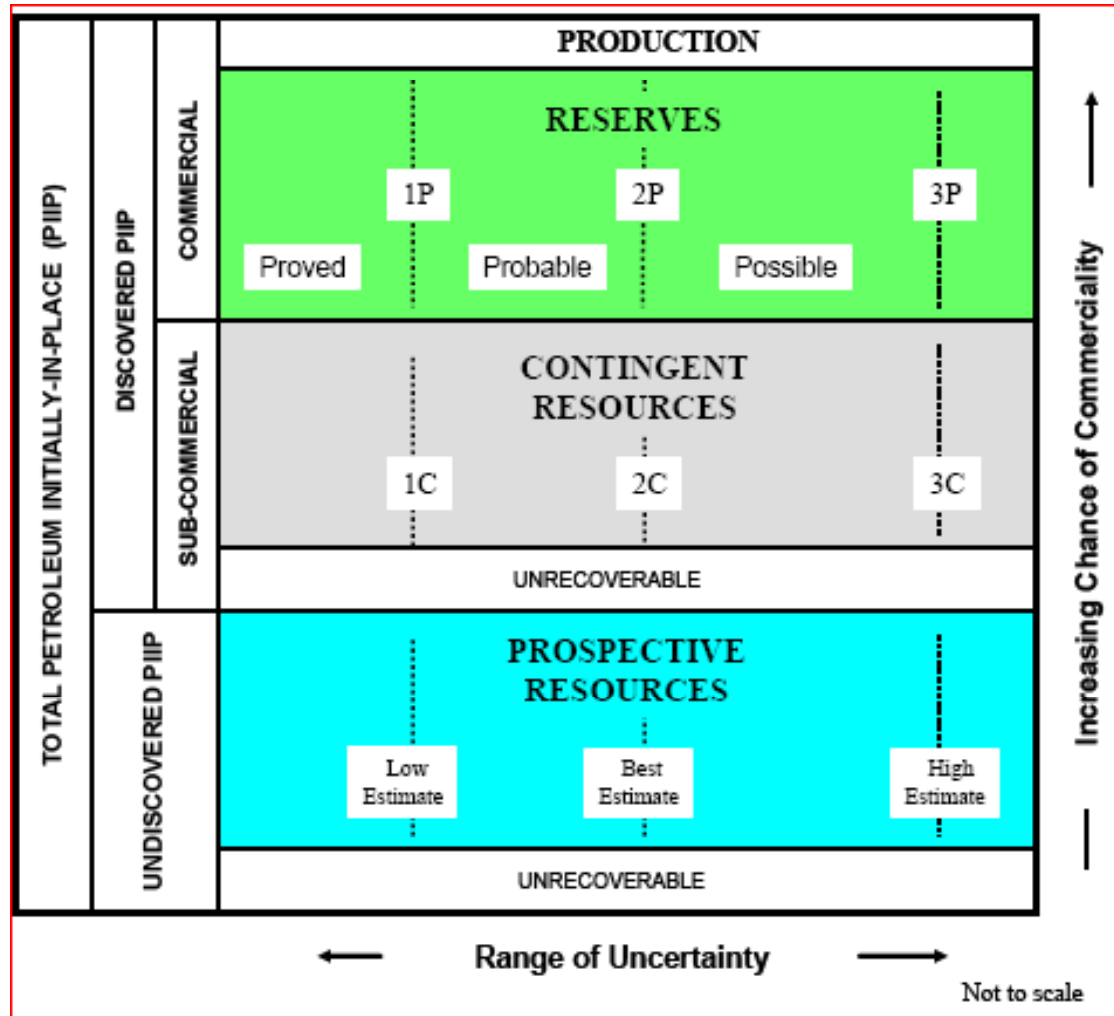 PRODUCTION
RESERVES
1P
2P
3P
Proved
Probable
Possible
CONTINGENT
RESOURCES
1C
2C
3C
UNRECOVERABLE
PROSPECTIVE
RESOURCES
Low
Estimate
Best
Estimate
High
Estimate
UNRECOVERABLE
TOTAL PETROLEUM INITIALLY-IN-PLACE (PIIP)
DISCOVERED PIIP
UNDISCOVERED PIIP
COMMERCIAL
SUB-COMMERCIAL
Increasing Chance of Commerciality
Range of Uncertainty
Not to scale